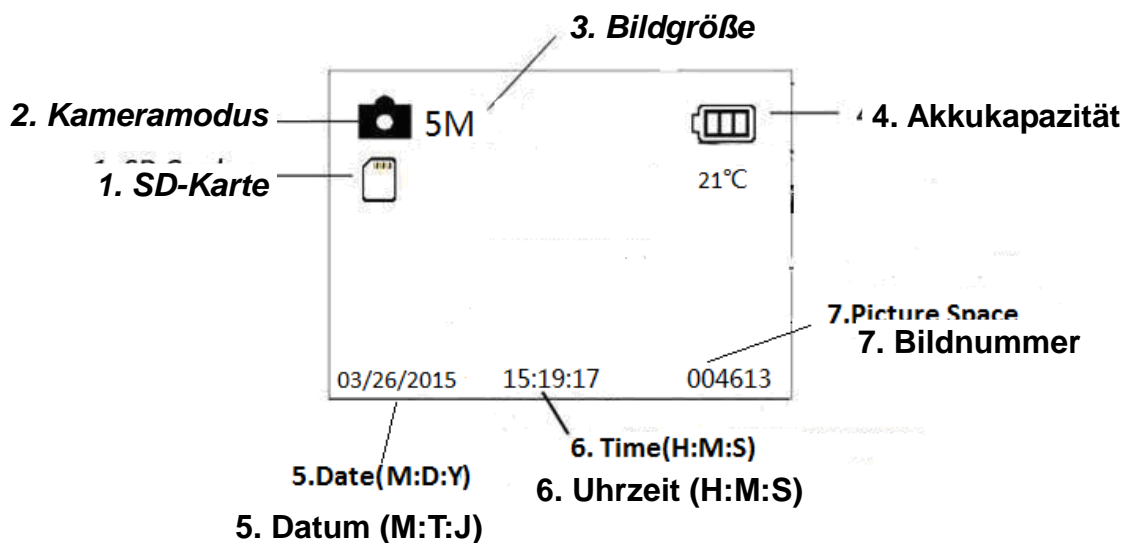 3. Bildgröße
2. Kameramodus
5M
4. Akkukapazität
1. SD-Karte
21°C
7.Picture Space
7. Bildnummer
03/26/2015 15:19:17 004613
6. Time(H:M:S)
5.Date(M:D:Y)
6. Uhrzeit (H:M:S)
5. Datum (M:T:J)